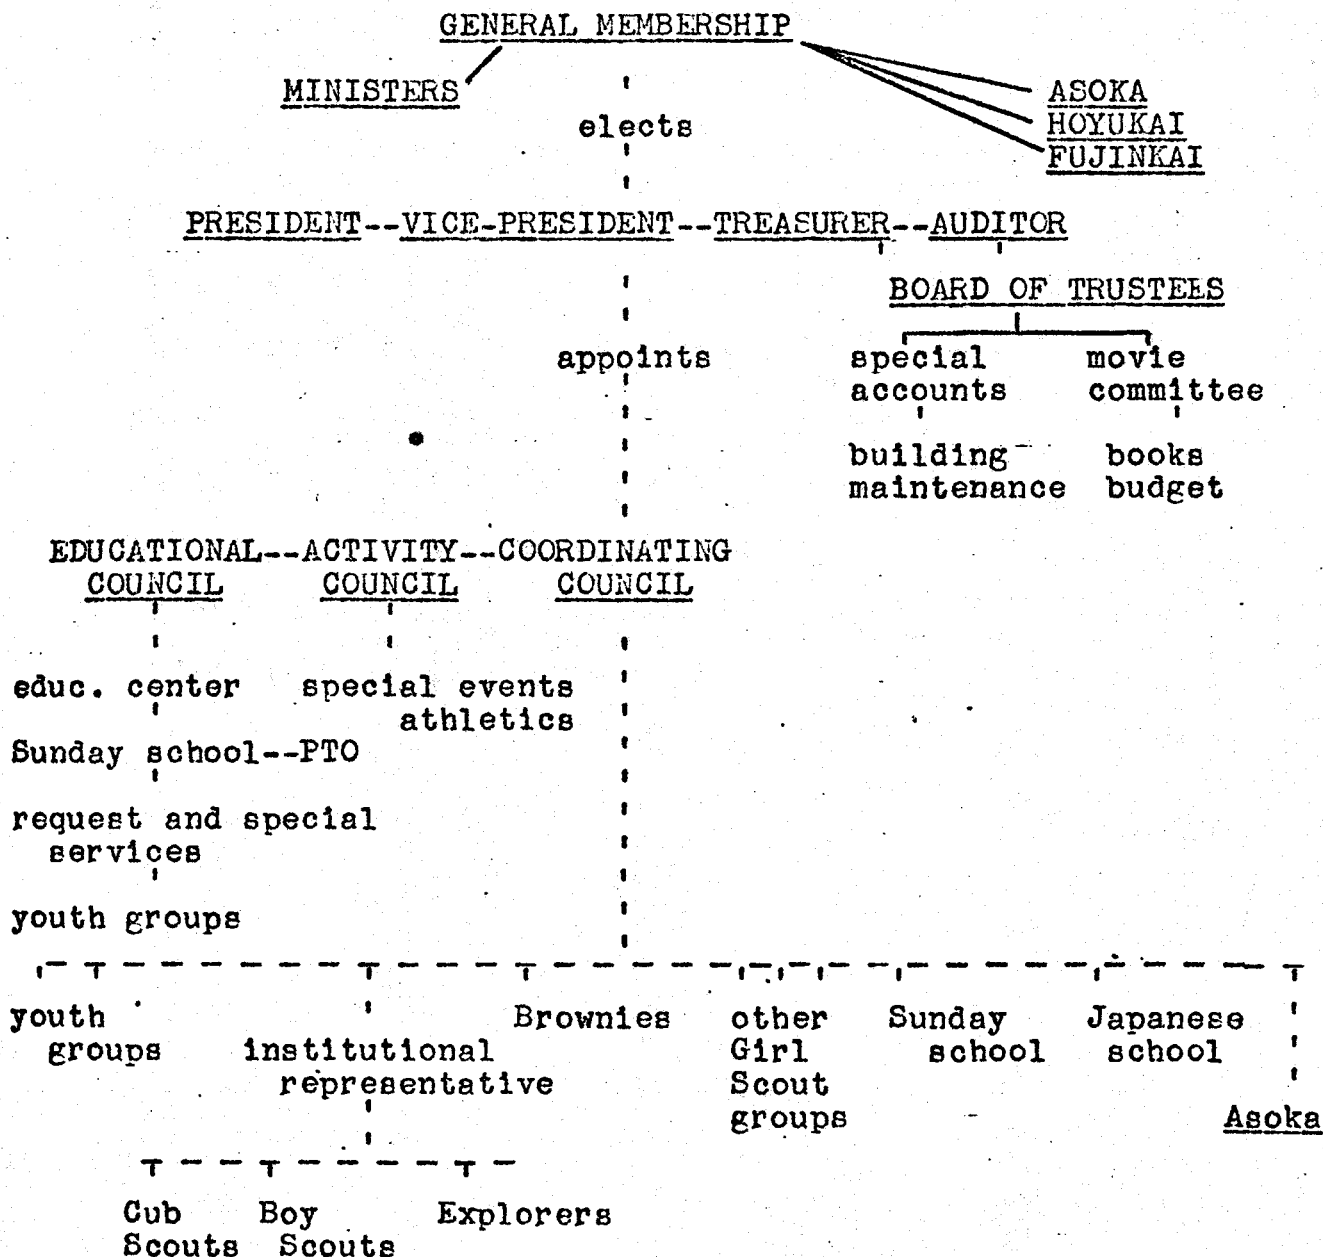 GENERAL MEMBERSHIP
MINISTERS
ASOKA
elects
HOYUKAI
FUJINKAI
PRESIDENT--VICE-PRESIDENT--TREASURER--AUDITOR
BOARD OF TRUSTEES
appoints
special
accounts
movie
committee
building
maintenance
books
budget
EDUCATIONAL--ACTIVITY--COORDINATING
COUNCIL COUNCIL COUNCIL
educ. center
special events
athletics
Sunday school--PTO
request and special
services
youth groups
youth
groups
institutional
representative
Brownies
other
Girl
Scout
groups
Sunday
school
Japanese
school
Asoka
Cub
Scouts
Boy
Scouts
Explorers